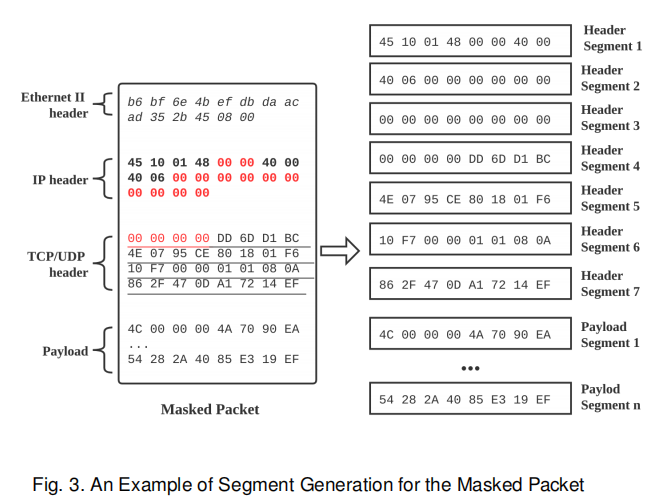 Ethernet II
header
b6 bf 6e 4b ef db da ac
ad 35 2b 45 08 00
IP header
45 10 01 48 00 00 40 00
40 06 00 00 00 00 00 00
00 00 00 00
TCP/UDP
header
00 00 00 00 DD 6D D1 BC
4E 07 95 CE 80 18 01 F6
10 F7 00 00 01 01 08 0A
86 2F 47 0D A1 72 14 EF
Payload
4C 00 00 00 4A 70 90 EA
...
54 28 2A 40 85 E3 19 EF
Masked Packet
45 10 01 48 00 00 40 00
Header
Segment 1
40 06 00 00 00 00 00 00
Header
Segment 2
00 00 00 00 00 00 00 00
Header
Segment 3
00 00 00 00 DD 6D D1 BC
Header
Segment 4
4E 07 95 CE 80 18 01 F6
Header
Segment 5
10 F7 00 00 01 01 08 0A
Header
Segment 6
86 2F 47 0D A1 72 14 EF
Header
Segment 7
4C 00 00 00 4A 70 90 EA
Payload
Segment 1
•••
54 28 2A 40 85 E3 19 EF
Paylod
Segment n
Fig. 3. An Example of Segment Generation for the Masked Packet